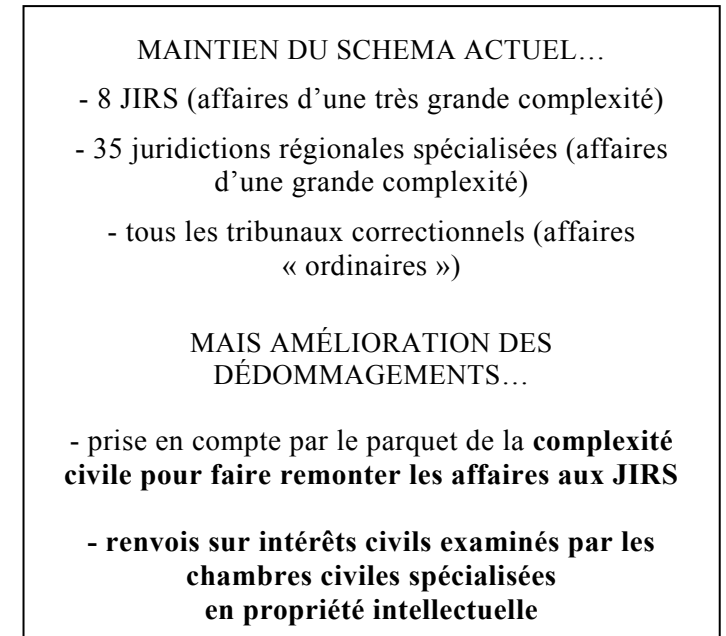 MAINTIEN DU SCHEMA ACTUEL…
- 8 JIRS (affaires d’une très grande complexité)
- 35 juridictions régionales spécialisées (affaires
d’une grande complexité)
- tous les tribunaux correctionnels (affaires
« ordinaires »)
MAIS AMÉLIORATION DES
DÉDOMMAGEMENTS…
- prise en compte par le parquet de la complexité
civile pour faire remonter les affaires aux JIRS
- renvois sur intérêts civils examinés par les
chambres civiles spécialisées
en propriété intellectuelle